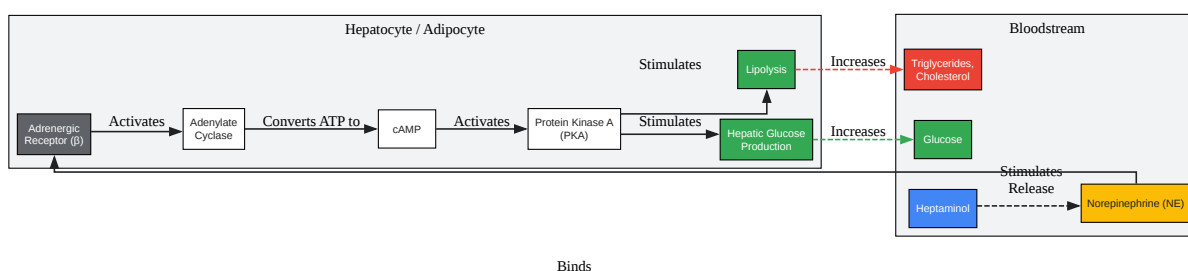 Hepatocyte / Adipocyte
Bloodstream
Stimulates
Lipolysis
Increases
Triglycerides,
Cholesterol
Adrenergic
Receptor (β)
Activates
Adenylate
Cyclase
Converts ATP to
cAMP
Activates
Protein Kinase A
(PKA)
Stimulates
Hepatic Glucose
Production
Increases
Glucose
Heptaminol
Stimulates
Release
Norepinephrine (NE)
Binds